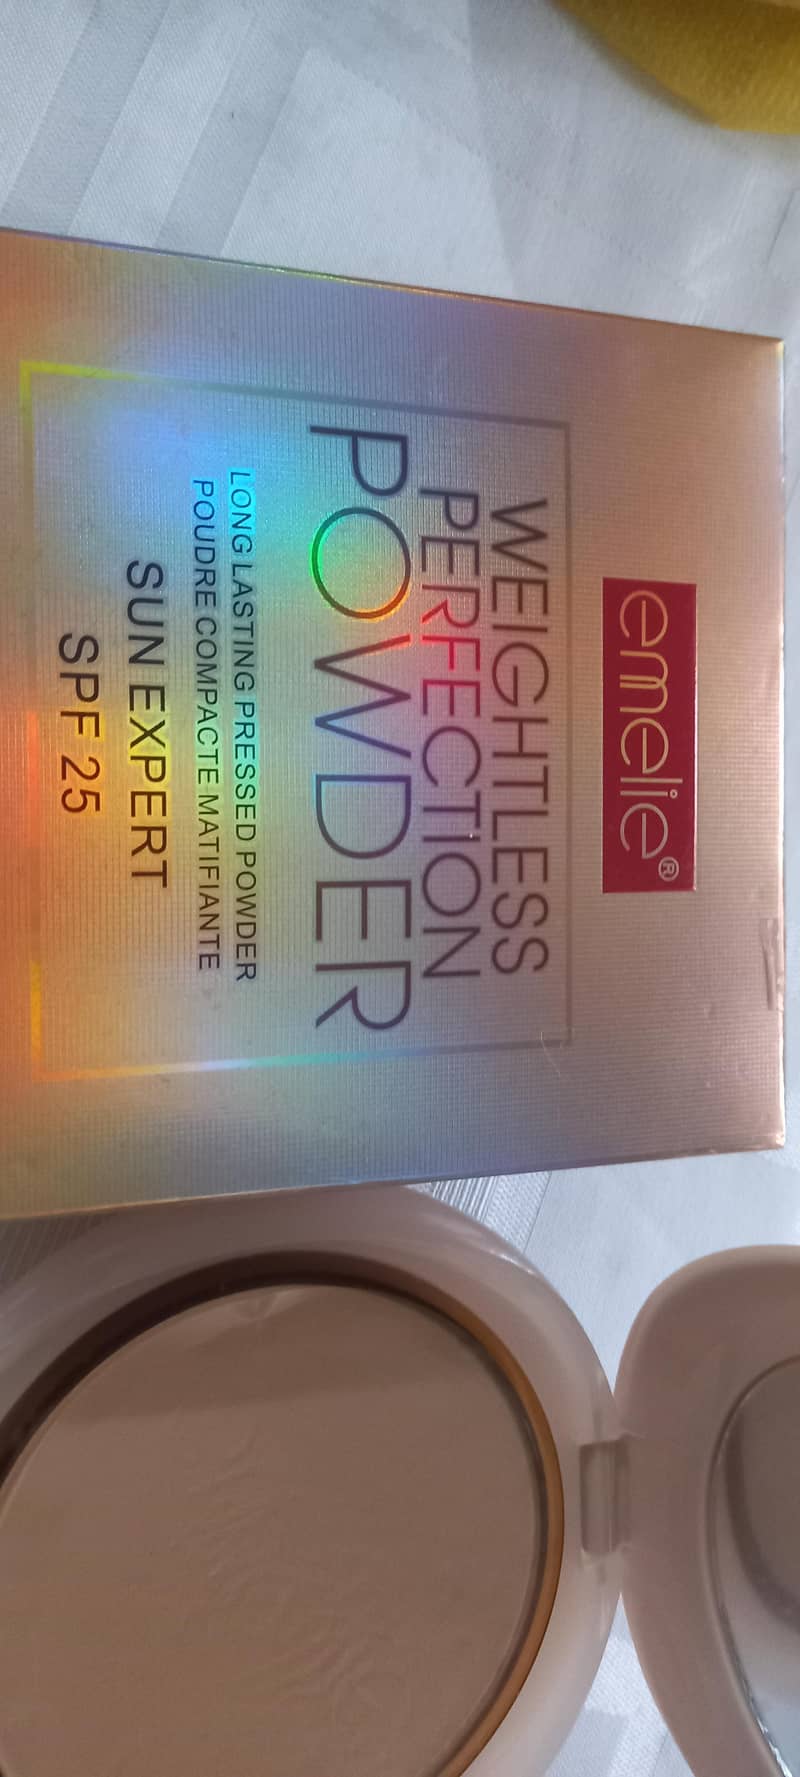 emelie®
WEIGHTLESS
PERFECTION
POWDER
LONG LASTING PRESSED POWDER
POUDRE COMPACTE MATIFIANTE
SUN EXPERT
SPF 25